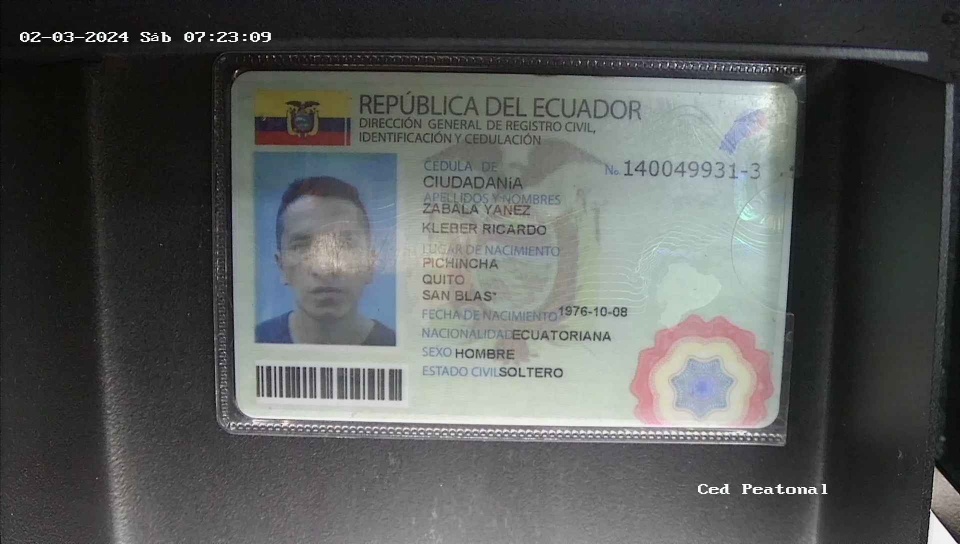 02-03-2024 Sáb 07:23:09
REPÚBLICA DEL ECUADOR
DIRECCIÓN GENERAL DE REGISTRO CIVIL,
IDENTIFICACIÓN Y CEDULACIÓN
CÉDULA DE
No. 140049931-3
CIUDADANÍA
APELLIDOS Y NOMBRES
ZABALA YANEZ
KLEBER RICARDO
LUGAR DE NACIMIENTO
PICHINCHA
QUITO
SAN BLAS*
FECHA DE NACIMIENTO 1976-10-08
NACIONALIDAD ECUATORIANA
SEXO HOMBRE
ESTADO CIVIL SOLTERO
Ced Peatonal